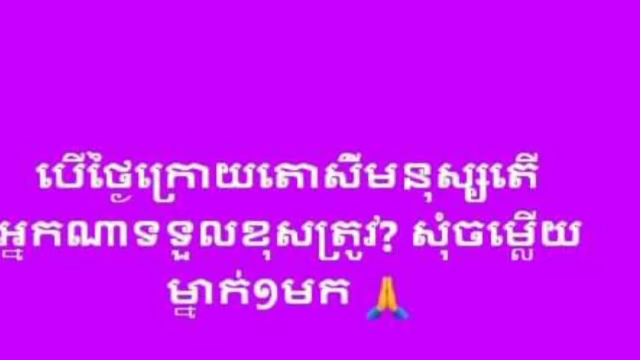 បើថ្ងៃក្រោយតោសីមនុស្សតើ
អ្នកណាទទួលខុសត្រូវ? សុំចម្លើយ
ម្នាក់១មក 🙏